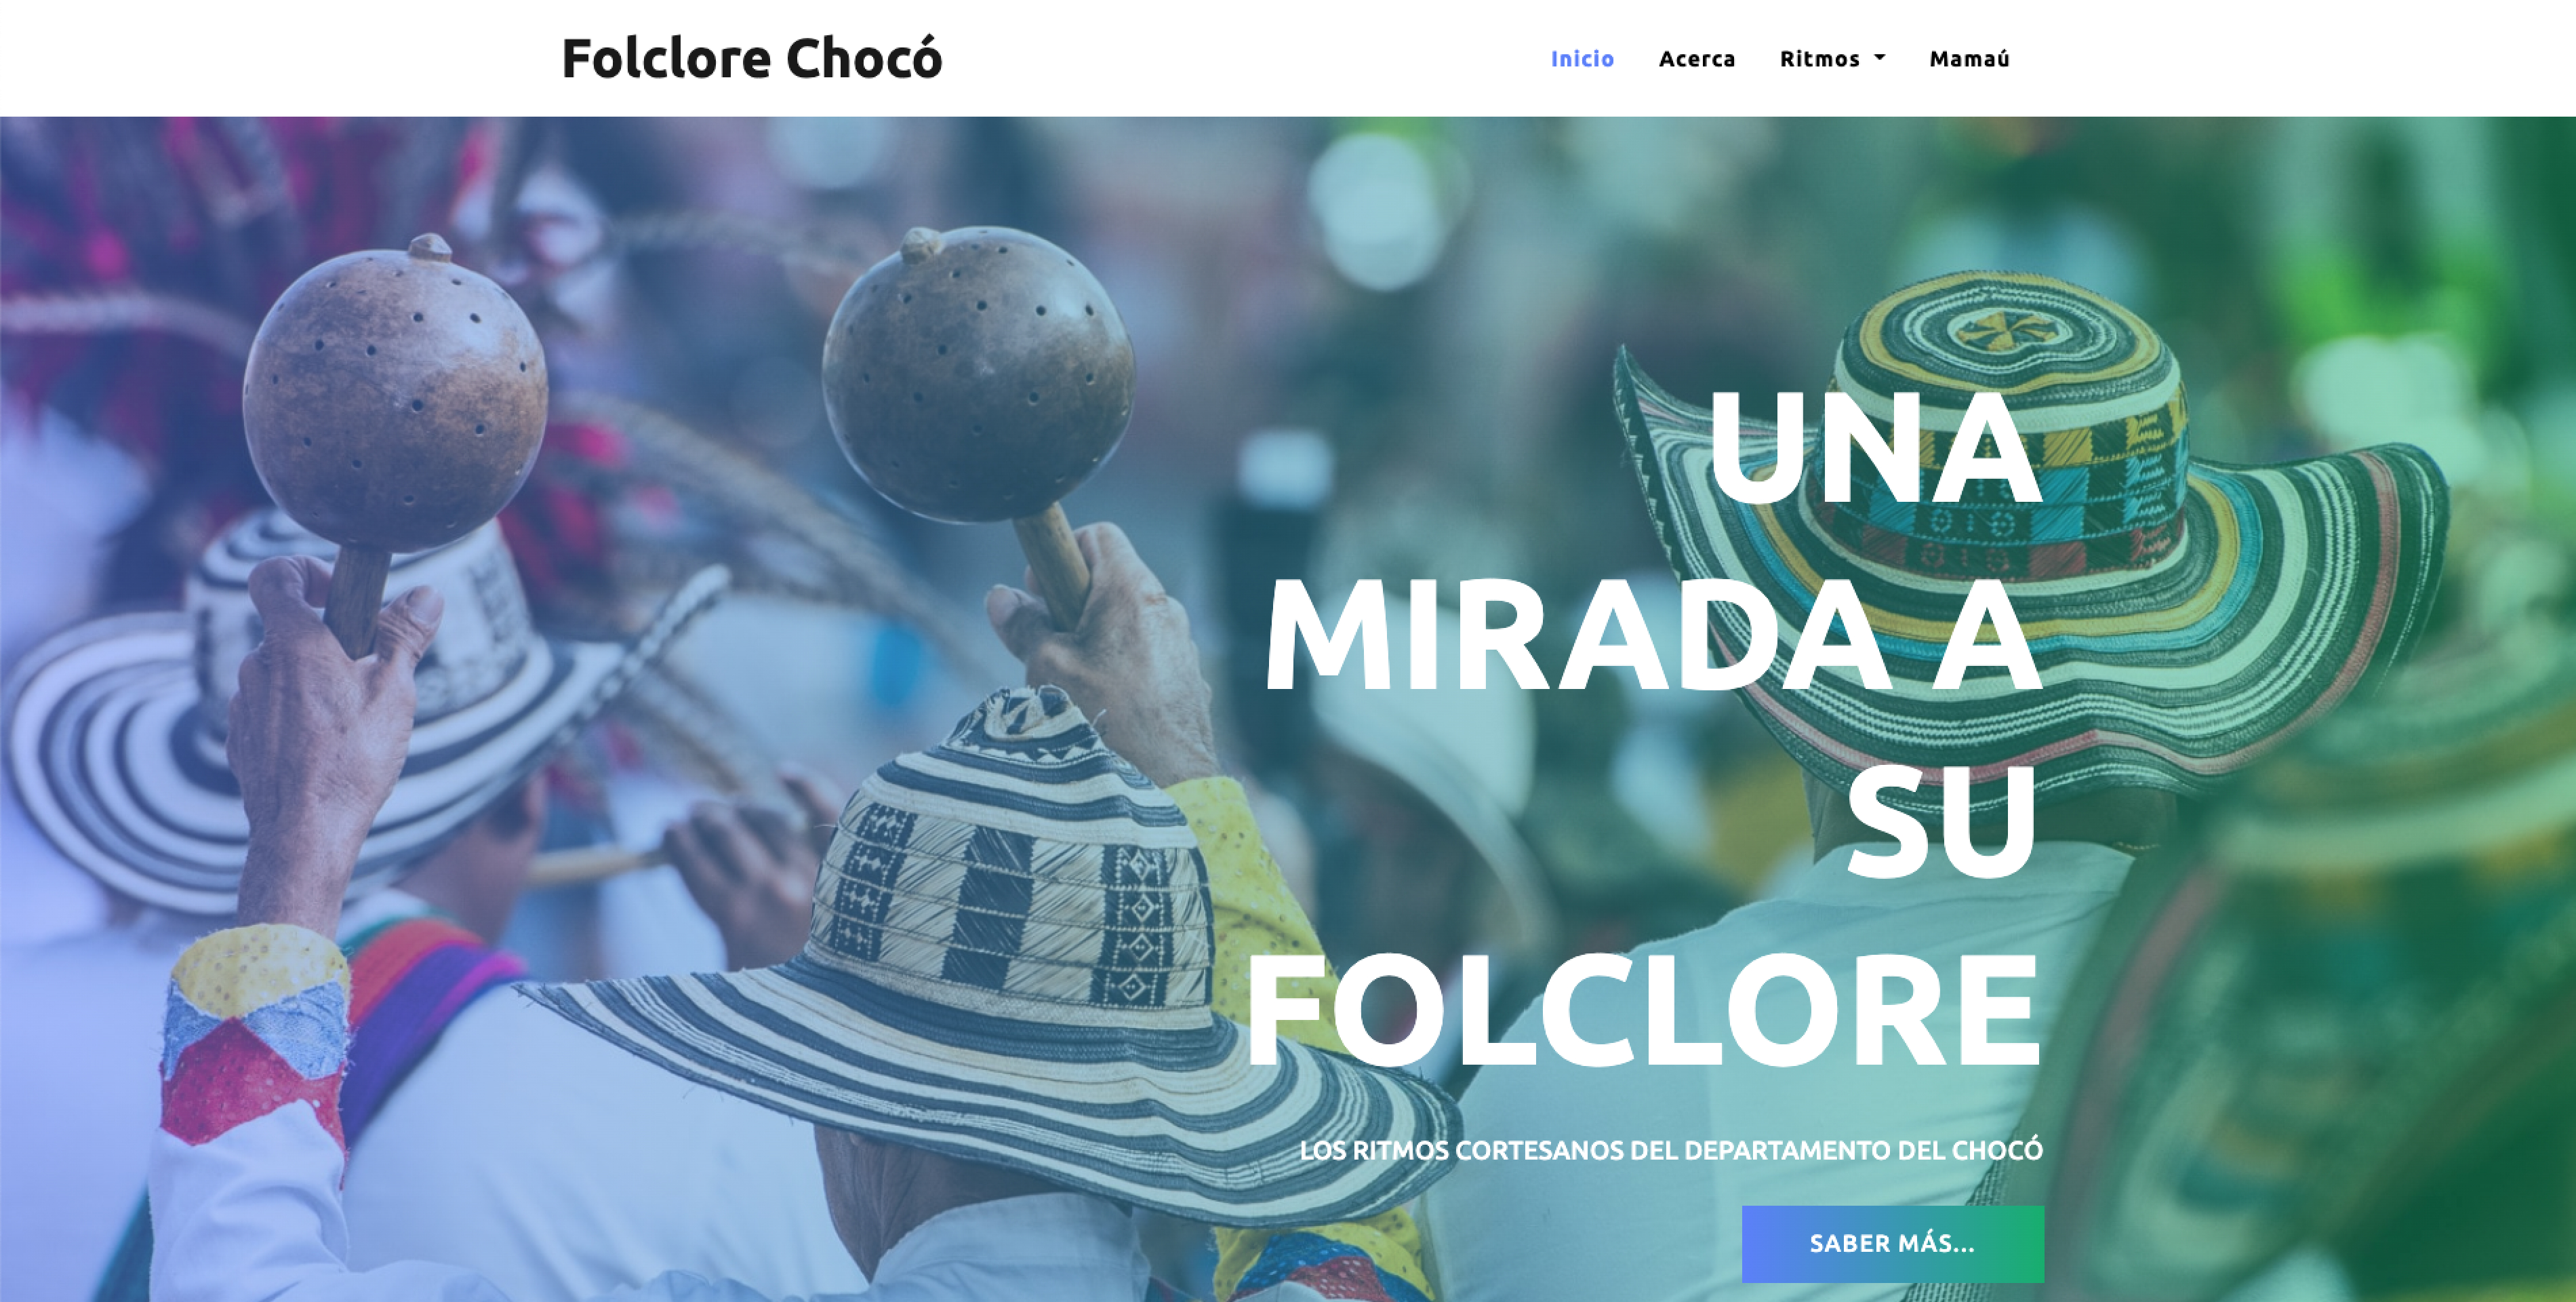 Folclore Chocó
Inicio Acerca Ritmos Mamaú
UNA
MIRADA A
SU
FOLCLORE
LOS RITMOS CORTESANOS DEL DEPARTAMENTO DEL CHOCÓ
SABER MÁS...